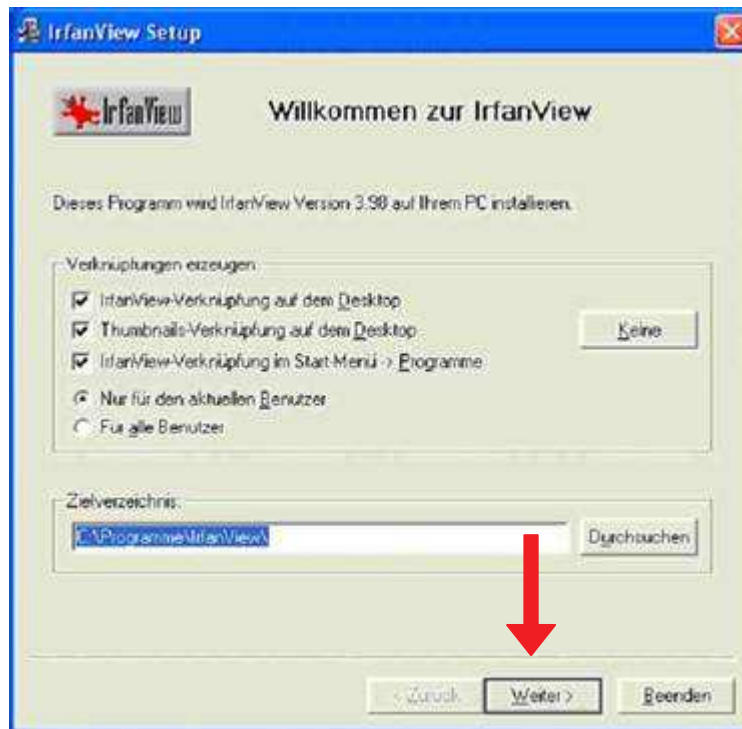 IrfanView Setup
IrfanView
Willkommen zur IrfanView
Dieses Programm wird IrfanView Version 3.98 auf Ihrem PC installieren.
Verknüpfungen erzeugen
IrfanView-Verknüpfung auf dem Desktop
Thumbnails-Verknüpfung auf dem Desktop
Keine
IrfanView-Verknüpfung im Start-Menü -> Programme
Nur für den aktuellen Benutzer
Für alle Benutzer
Zielverzeichnis:
C:\Programme\IrfanView\
Durchsuchen
< Zurück
Weiter >
Beenden